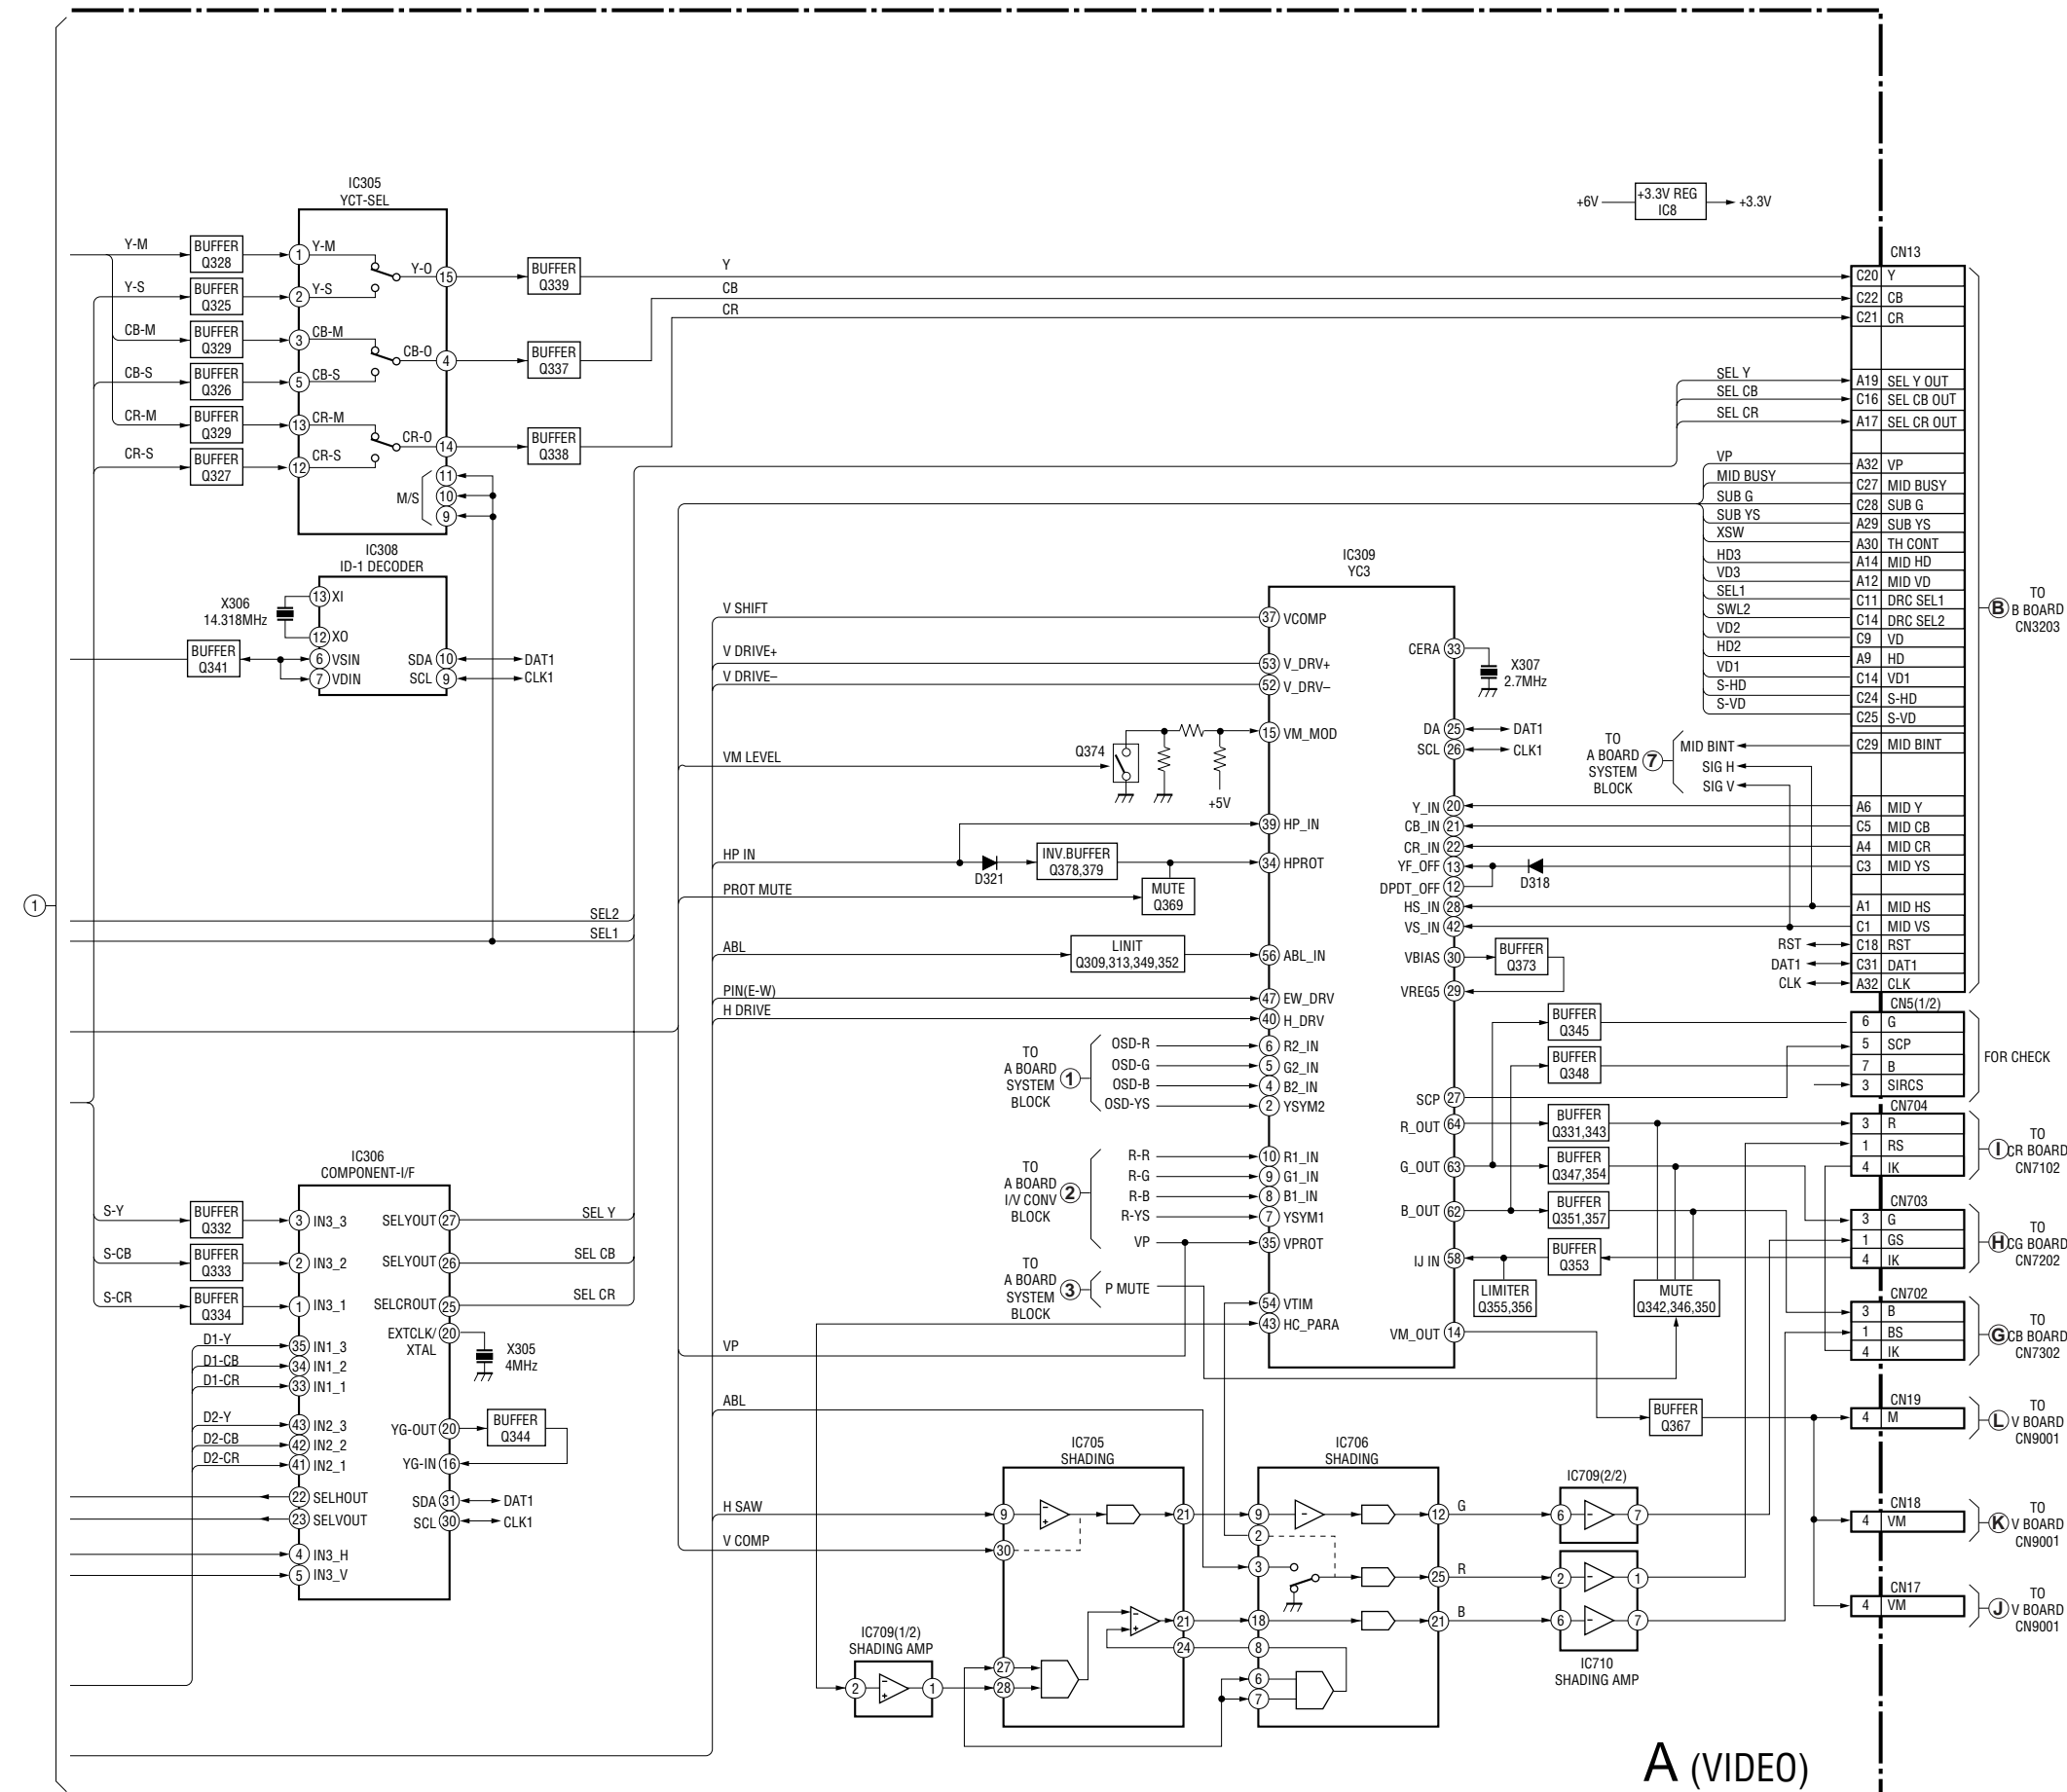 IC305
YCT-SEL
Y-M
BUFFER
Q328
1
Y-M
Y-O
15
BUFFER
Q339
Y
Y-S
BUFFER
Q325
2
Y-S
CB
CR
CB-M
BUFFER
Q329
3
CB-M
CB-O
4
BUFFER
Q337
CB-S
BUFFER
Q326
5
CB-S
CR-M
BUFFER
Q329
13
CR-M
CR-O
14
BUFFER
Q338
CR-S
BUFFER
Q327
12
CR-S
M/S
11
10
9
+6V
+3.3V REG
IC8
+3.3V
IC308
ID-1 DECODER
X306
14.318MHz
13 XI
12 XO
BUFFER
Q341
6 VSIN
7 VDIN
SDA 10
DAT1
SCL 9
CLK1
1
SEL2
SEL1
IC306
COMPONENT-I/F
S-Y
BUFFER
Q332
3 IN3_3
SELYOUT 27
SEL Y
S-CB
BUFFER
Q333
2 IN3_2
SELYOUT 26
SEL CB
S-CR
BUFFER
Q334
1 IN3_1
SELCROUT 25
SEL CR
EXTCLK/
XTAL
20
X305
4MHz
D1-Y
35 IN1_3
D1-CB
34 IN1_2
D1-CR
33 IN1_1
D2-Y
43 IN2_3
D2-CB
42 IN2_2
D2-CR
41 IN2_1
YG-OUT 20
BUFFER
Q344
YG-IN 16
22 SELHOUT
23 SELVOUT
SDA 31
DAT1
SCL 30
CLK1
4 IN3_H
5 IN3_V
IC309
YC3
V SHIFT
37 VCOMP
V DRIVE+
53 V_DRV+
V DRIVE–
52 V_DRV–
VM LEVEL
Q374
+5V
15 VM_MOD
39 HP_IN
HP IN
D321
INV.BUFFER
Q378,379
34 HPROT
PROT MUTE
MUTE
Q369
ABL
LINIT
Q309,313,349,352
56 ABL_IN
PIN(E-W)
47 EW_DRV
H DRIVE
40 H_DRV
TO
A BOARD
SYSTEM
BLOCK
1
OSD-R
6 R2_IN
OSD-G
5 G2_IN
OSD-B
4 B2_IN
OSD-YS
2 YSYM2
TO
A BOARD
I/V CONV
BLOCK
2
R-R
10 R1_IN
R-G
9 G1_IN
R-B
8 B1_IN
R-YS
7 YSYM1
VP
35 VPROT
TO
A BOARD
SYSTEM
BLOCK
3
P MUTE
54 VTIM
43 HC_PARA
VP
CERA 33
X307
2.7MHz
DA 25
DAT1
SCL 26
CLK1
Y_IN 20
CB_IN 21
CR_IN 22
YF_OFF 13
D318
DPDT_OFF 12
HS_IN 28
VS_IN 42
VBIAS 30
BUFFER
Q373
VREG5 29
BUFFER
Q345
BUFFER
Q348
SCP 27
R_OUT 64
BUFFER
Q331,343
G_OUT 63
BUFFER
Q347,354
B_OUT 62
BUFFER
Q351,357
IJ IN 58
BUFFER
Q353
LIMITER
Q355,356
MUTE
Q342,346,350
VM_OUT 14
BUFFER
Q367
ABL
IC705
SHADING
H SAW
9
21
V COMP
30
21
24
27
28
IC709(1/2)
SHADING AMP
2
1
IC706
SHADING
9
2
3
18
8
6
7
12
G
25
R
21
B
IC709(2/2)
6
7
2
1
6
7
IC710
SHADING AMP
CN13
C20 Y
C22 CB
C21 CR
SEL Y
A19 SEL Y OUT
SEL CB
C16 SEL CB OUT
SEL CR
A17 SEL CR OUT
VP
A32 VP
MID BUSY
C27 MID BUSY
SUB G
C28 SUB G
SUB YS
A29 SUB YS
XSW
A30 TH CONT
HD3
A14 MID HD
VD3
A12 MID VD
SEL1
C11 DRC SEL1
SWL2
C14 DRC SEL2
VD2
C9 VD
HD2
A9 HD
VD1
C14 VD1
S-HD
C24 S-HD
S-VD
C25 S-VD
TO
A BOARD
SYSTEM
BLOCK
7
MID BINT
SIG H
SIG V
C29 MID BINT
A6 MID Y
C5 MID CB
A4 MID CR
C3 MID YS
A1 MID HS
C1 MID VS
RST
C18 RST
DAT1
C31 DAT1
CLK
A32 CLK
B
TO
B BOARD
CN3203
CN5(1/2)
6 G
5 SCP
7 B
3 SIRCS
FOR CHECK
CN704
3 R
1 RS
4 IK
I
TO
CR BOARD
CN7102
CN703
3 G
1 GS
4 IK
H
TO
CG BOARD
CN7202
CN702
3 B
1 BS
4 IK
G
TO
CB BOARD
CN7302
CN19
4 M
L
TO
V BOARD
CN9001
CN18
4 VM
K
TO
V BOARD
CN9001
CN17
4 VM
J
TO
V BOARD
CN9001
A (VIDEO)